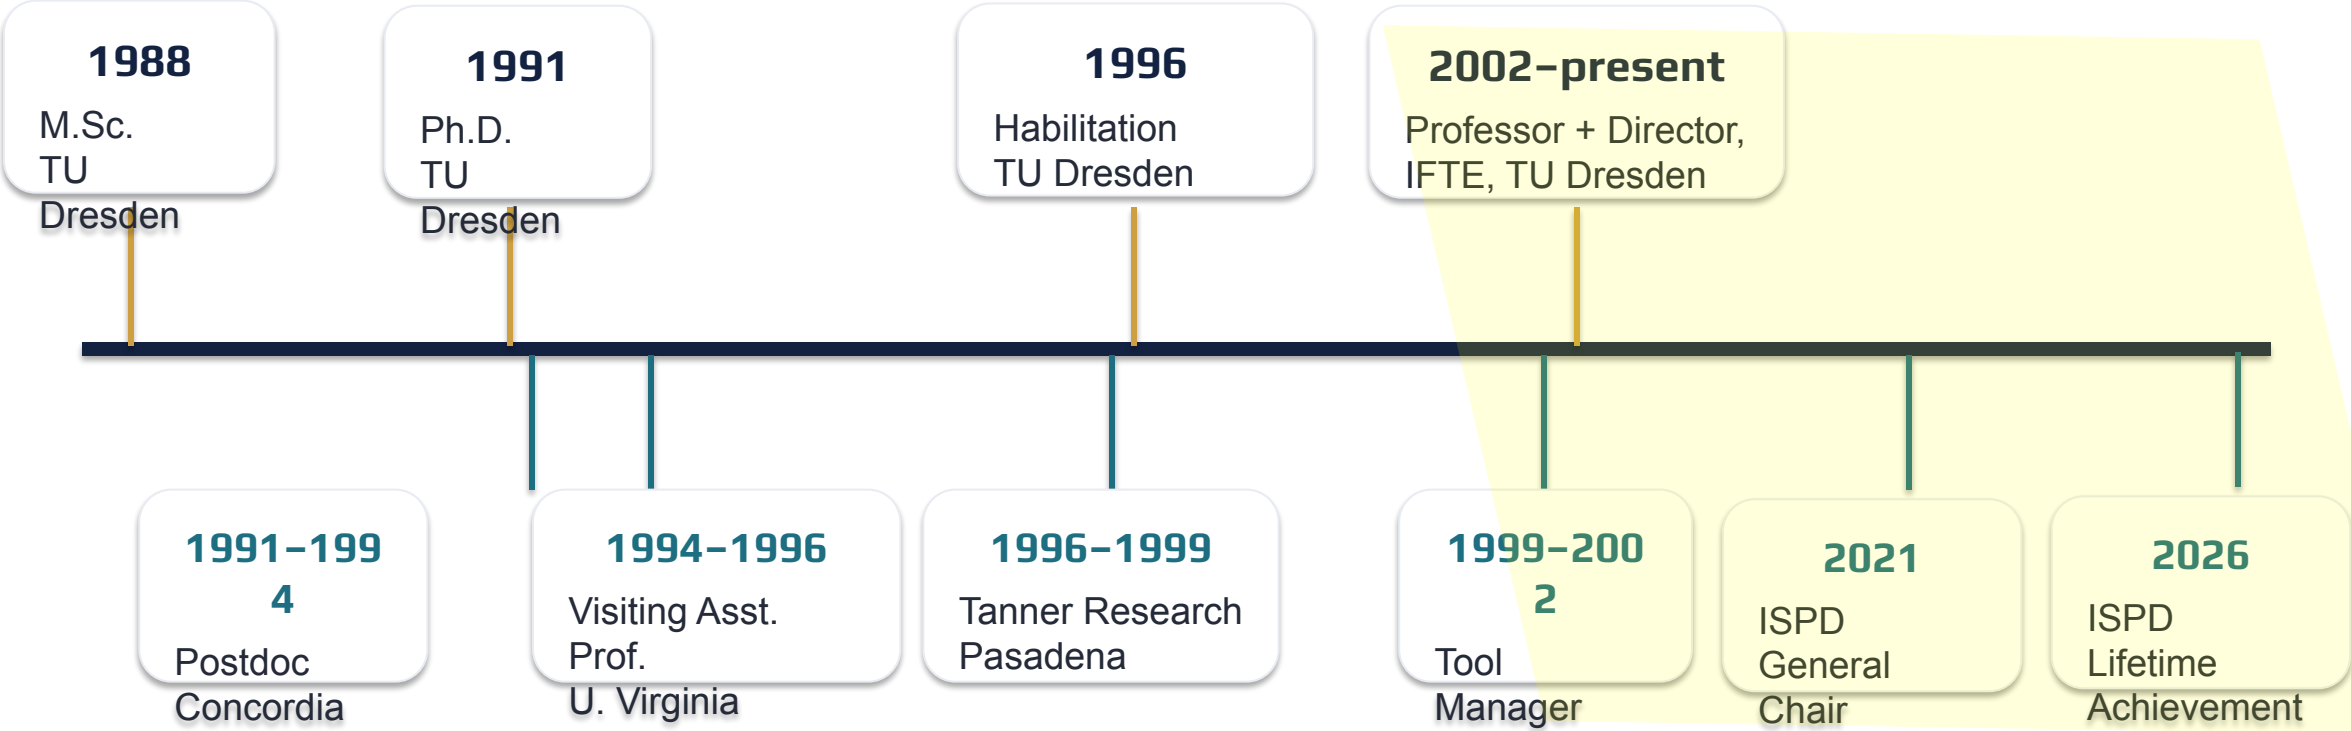 1988
M.Sc.
TU
Dresden
1991
Ph.D.
TU
Dresden
1996
Habilitation
TU Dresden
2002–present
Professor + Director,
IFTE, TU Dresden
1991–199
4
Postdoc
Concordia
1994–1996
Visiting Asst.
Prof.
U. Virginia
1996–1999
Tanner Research
Pasadena
1999–200
2
Tool
Manager
2021
ISPD
General
Chair
2026
ISPD
Lifetime
Achievement